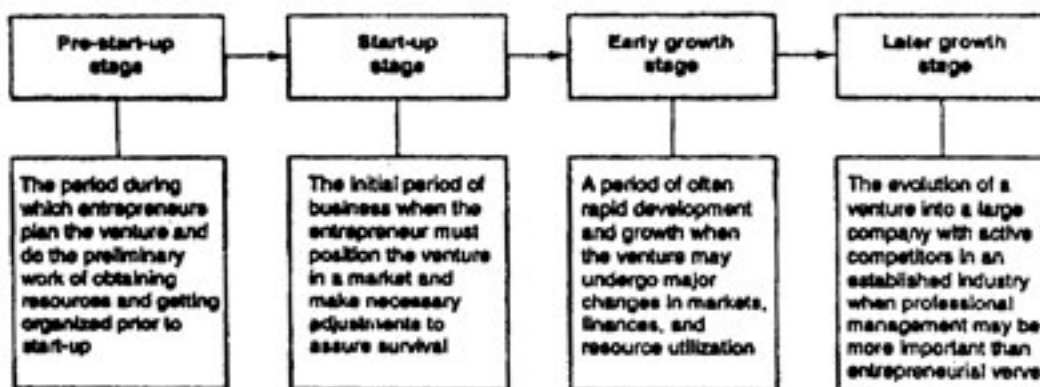 Pre-start-up
stage
Start-up
stage
Early growth
stage
Later growth
stage
The period during
which entrepreneurs
plan the venture and
do the preliminary
work of obtaining
resources and getting
organized prior to
start-up
The initial period of
business when the
entrepreneur must
position the venture
in a market and
make necessary
adjustments to
assure survival
A period of often
rapid development
and growth when
the venture may
undergo major
changes in markets,
finances, and
resource utilization
The evolution of a
venture into a large
company with active
competitors in an
established industry
when professional
management may be
more important than
entrepreneurial verve